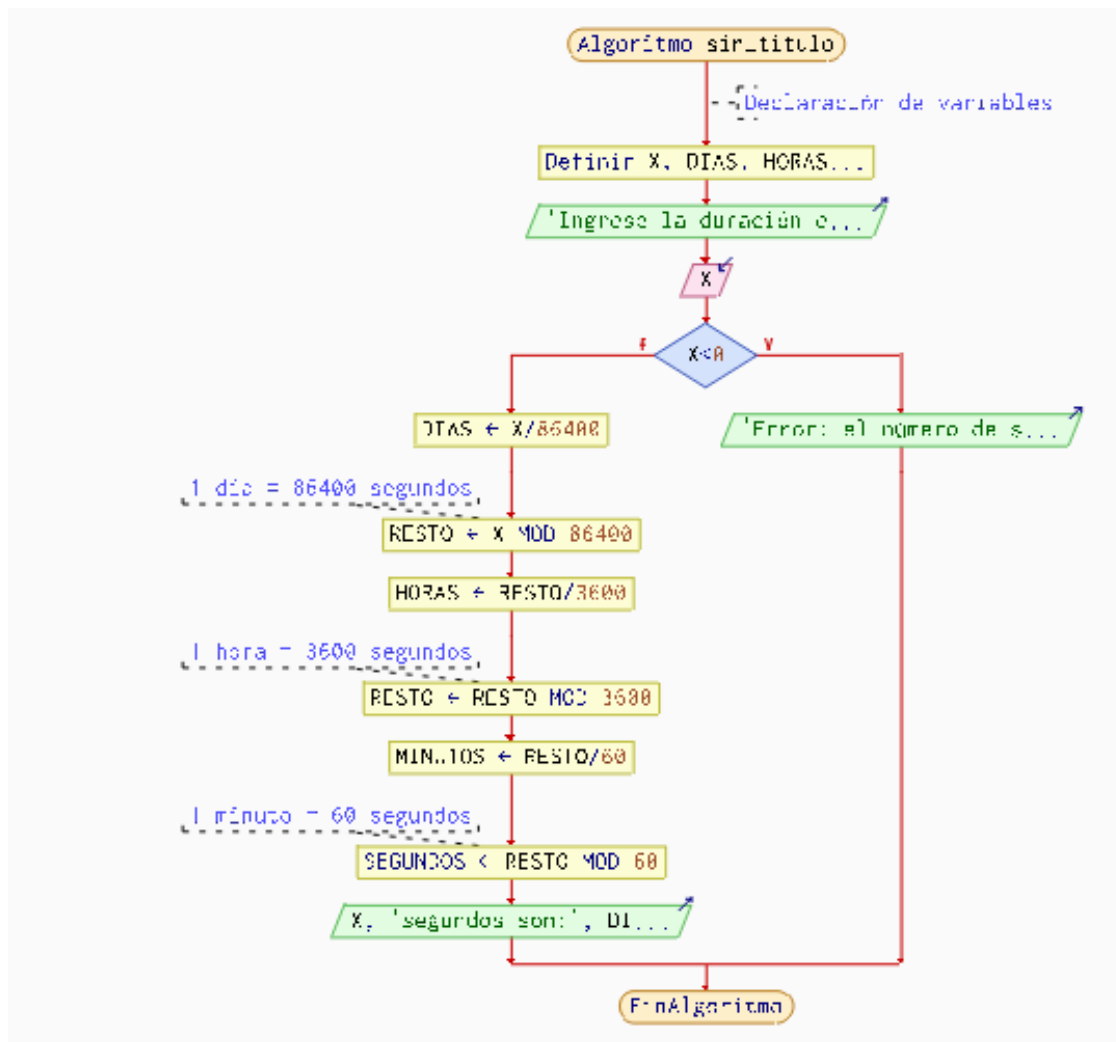 Algoritmo sin_titulo
Declaración de variables
Definir X, DIAS, HORAS...
'Ingrese la duración e...
X
X<0
F
V
DIAS ← X/86400
'Error: el número de s...
1 día = 86400 segundos
RESTO ← X MOD 86400
HORAS ← RESTO/3600
1 hora = 3600 segundos
RESTO ← RESTO MOD 3600
MINUTOS ← RESTO/60
1 minuto = 60 segundos
SEGUNDOS ← RESTO MOD 60
X, 'segundos son:', DI...
FinAlgoritmo